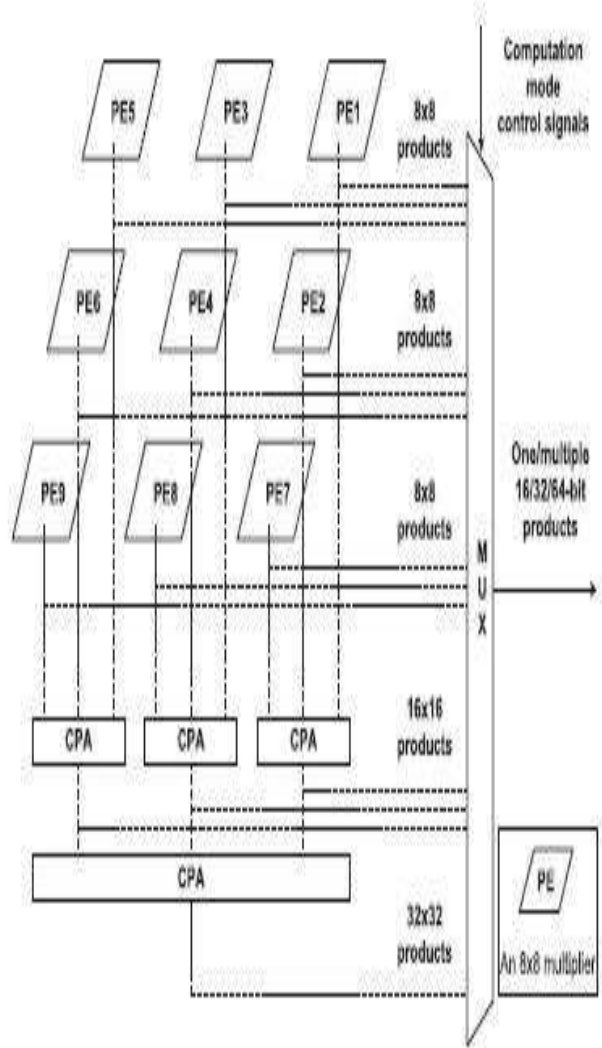 Computation
mode
control signals
PE5 PE3 PE1
8x8
products
PE6 PE4 PE2
8x8
products
PE9 PE8 PE7
8x8
products
One/multiple
16/32/64-bit
products
M
U
X
16x16
products
CPA CPA CPA
CPA
32x32
products
PE
An 8x8 multiplier